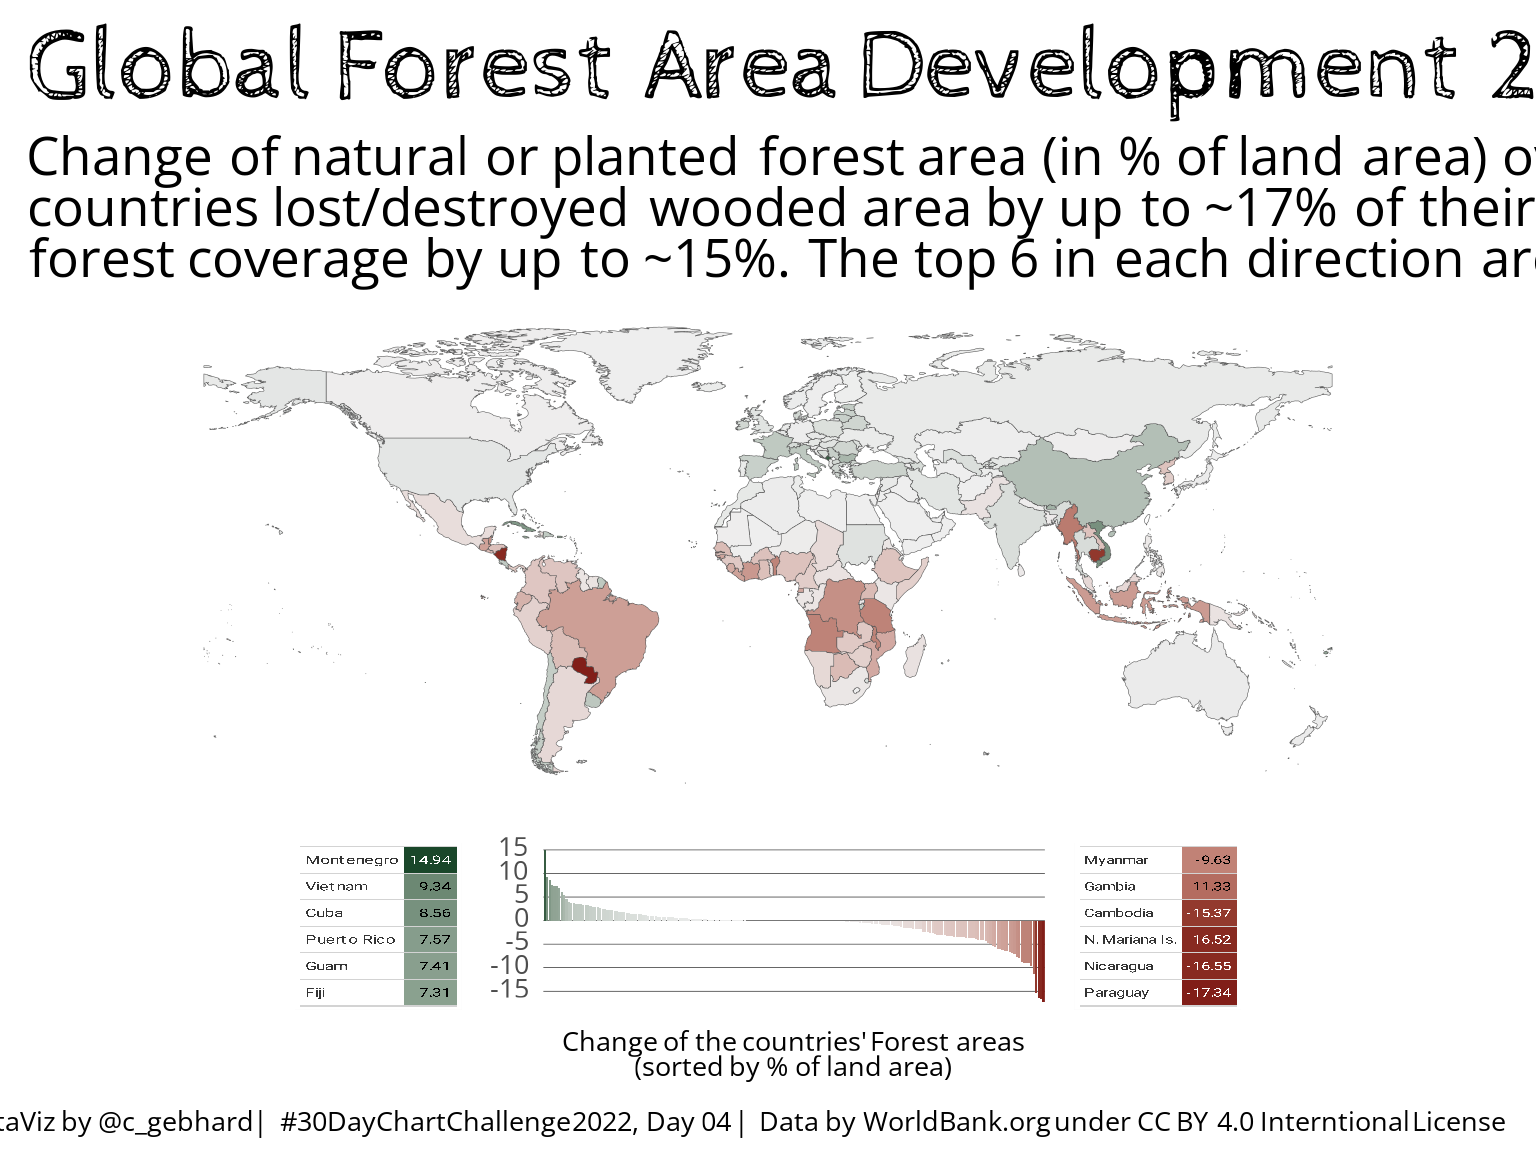 Global Forest Area Development 2
Change of natural or planted forest area (in % of land area) ov
countries lost/destroyed wooded area by up to ~17% of their
forest coverage by up to ~15%. The top 6 in each direction are
Montenegro 14.94
Vietnam 9.34
Cuba 8.56
Puerto Rico 7.57
Guam 7.41
Fiji 7.31
15
10
5
0
-5
-10
-15
Myanmar -9.63
Gambia 11.33
Cambodia -15.37
N. Mariana Is. 16.52
Nicaragua -16.55
Paraguay -17.34
Change of the countries' Forest areas
(sorted by % of land area)
taViz by @c_gebhard| #30DayChartChallenge2022, Day 04 | Data by WorldBank.org under CC BY 4.0 Interntional License